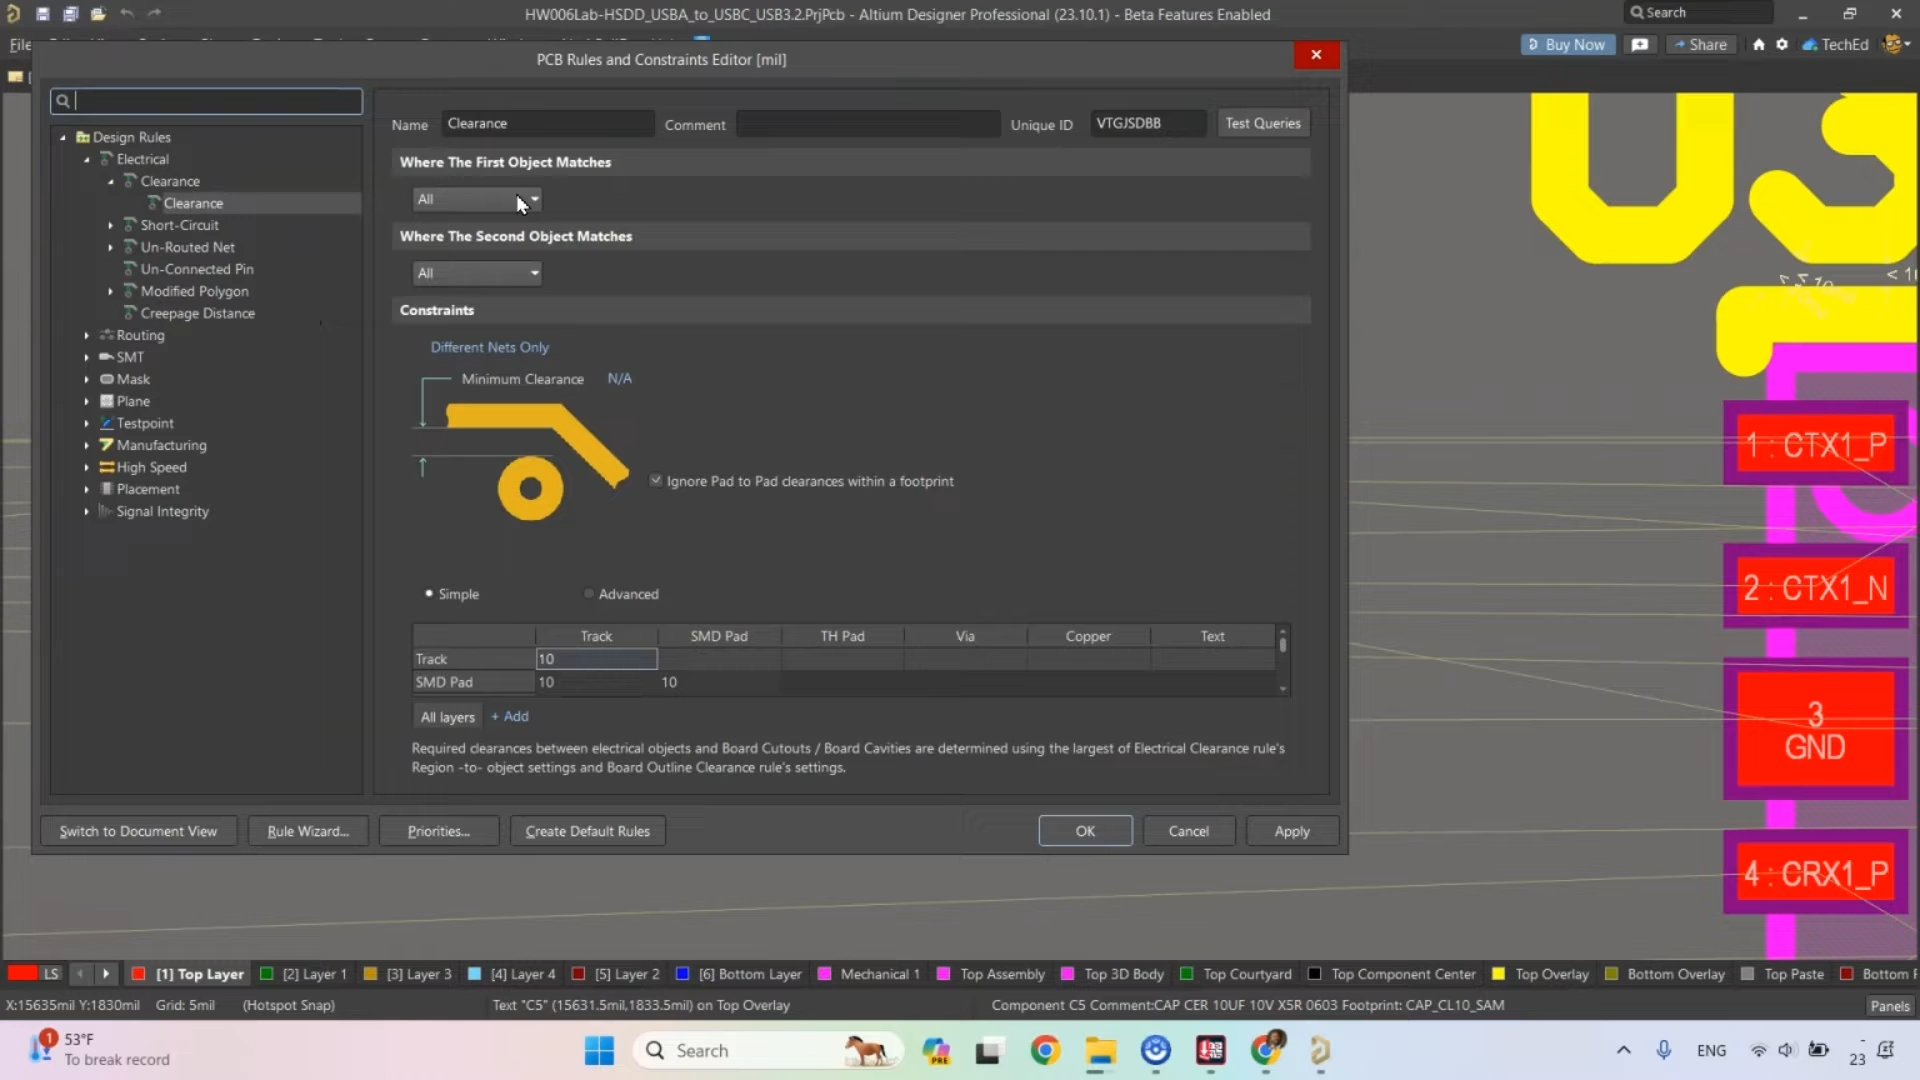 HW006Lab-HSDD_USBA_to_USBC_USB3.2.PrjPcb - Altium Designer Professional (23.10.1) - Beta Features Enabled
Search
File
Buy Now
Share
TechEd
PCB Rules and Constraints Editor [mil]
Name
Clearance
Comment
Unique ID
VTGJSDBB
Test Queries
Design Rules
Electrical
Clearance
Clearance
Short-Circuit
Un-Routed Net
Un-Connected Pin
Modified Polygon
Creepage Distance
Routing
SMT
Mask
Plane
Testpoint
Manufacturing
High Speed
Placement
Signal Integrity
Where The First Object Matches
All
Where The Second Object Matches
All
Constraints
Different Nets Only
Minimum Clearance N/A
Ignore Pad to Pad clearances within a footprint
Simple
Advanced
Track SMD Pad TH Pad Via Copper Text
Track 10
SMD Pad 10 10
All layers + Add
Required clearances between electrical objects and Board Cutouts / Board Cavities are determined using the largest of Electrical Clearance rule's
Region -to- object settings and Board Outline Clearance rule's settings.
Switch to Document View
Rule Wizard...
Priorities...
Create Default Rules
OK
Cancel
Apply
1 : CTX1_P
2 : CTX1_N
3
GND
4 : CRX1_P
LS
[1] Top Layer
[2] Layer 1
[3] Layer 3
[4] Layer 4
[5] Layer 2
[6] Bottom Layer
Mechanical 1
Top Assembly
Top 3D Body
Top Courtyard
Top Component Center
Top Overlay
Bottom Overlay
Top Paste
Bottom
X:15635mil Y:1830mil Grid: 5mil (Hotspot Snap)
Text "C5" (15631.5mil,1833.5mil) on Top Overlay
Component C5 Comment:CAP CER 10UF 10V X5R 0603 Footprint: CAP_CL10_SAM
Panels
1
53°F
To break record
Search
PRE
ENG
23